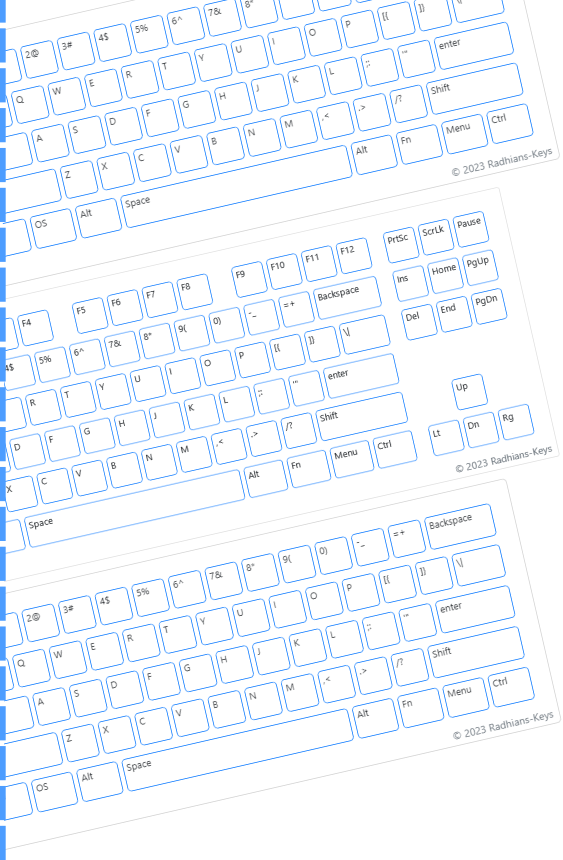 2@ 3# 4$ 5% 6^ 7& 8*
Q W E R T Y U I O P [{ ]} \|
A S D F G H J K L ;: '" enter
Z X C V B N M ,< .> /? Shift
OS Alt Space Alt Fn Menu Ctrl
© 2023 Radhians-Keys
F4 F5 F6 F7 F8 F9 F10 F11 F12 PrtSc ScrLk Pause
4$ 5% 6^ 7& 8* 9( 0) -_ =+ Backspace Ins Home PgUp
R T Y U I O P [{ ]} \| Del End PgDn
D F G H J K L ;: '" enter
X C V B N M ,< .> /? Shift Up
Space Alt Fn Menu Ctrl Lt Dn Rg
© 2023 Radhians-Keys
2@ 3# 4$ 5% 6^ 7& 8* 9( 0) -_ =+ Backspace
Q W E R T Y U I O P [{ ]} \|
A S D F G H J K L ;: '" enter
Z X C V B N M ,< .> /? Shift
OS Alt Space Alt Fn Menu Ctrl
© 2023 Radhians-Keys